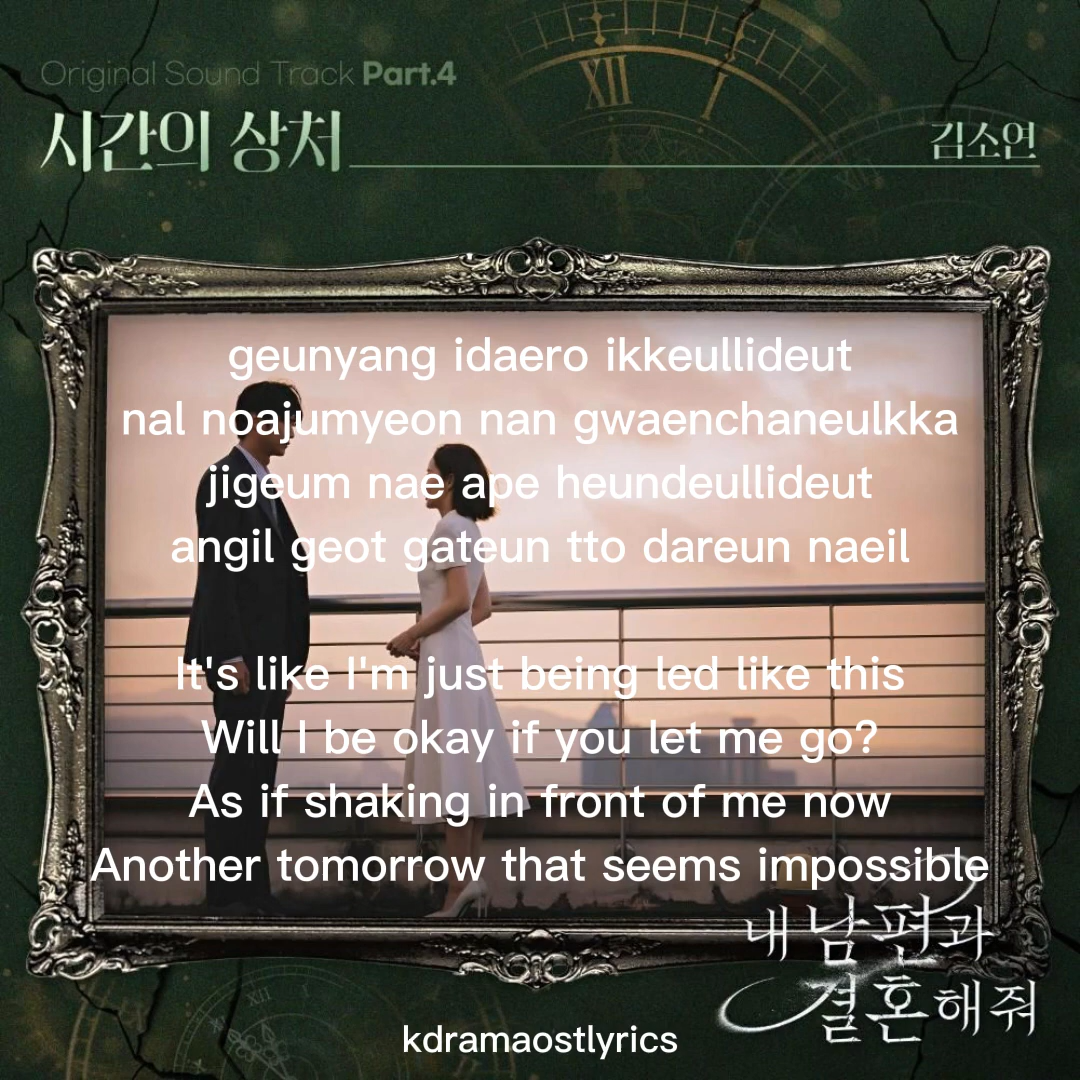 Original Sound Track Part.4
시간의 상처
김소연
XII
geunyang idaero ikkeullideut
nal noajumyeon nan gwaenchaneulkka
jigeum nae ape heundeullideut
angil geot gateun tto dareun naeil
It's like I'm just being led like this
Will I be okay if you let me go?
As if shaking in front of me now
Another tomorrow that seems impossible
내 남편과
결혼해줘
XII
kdramaostlyrics